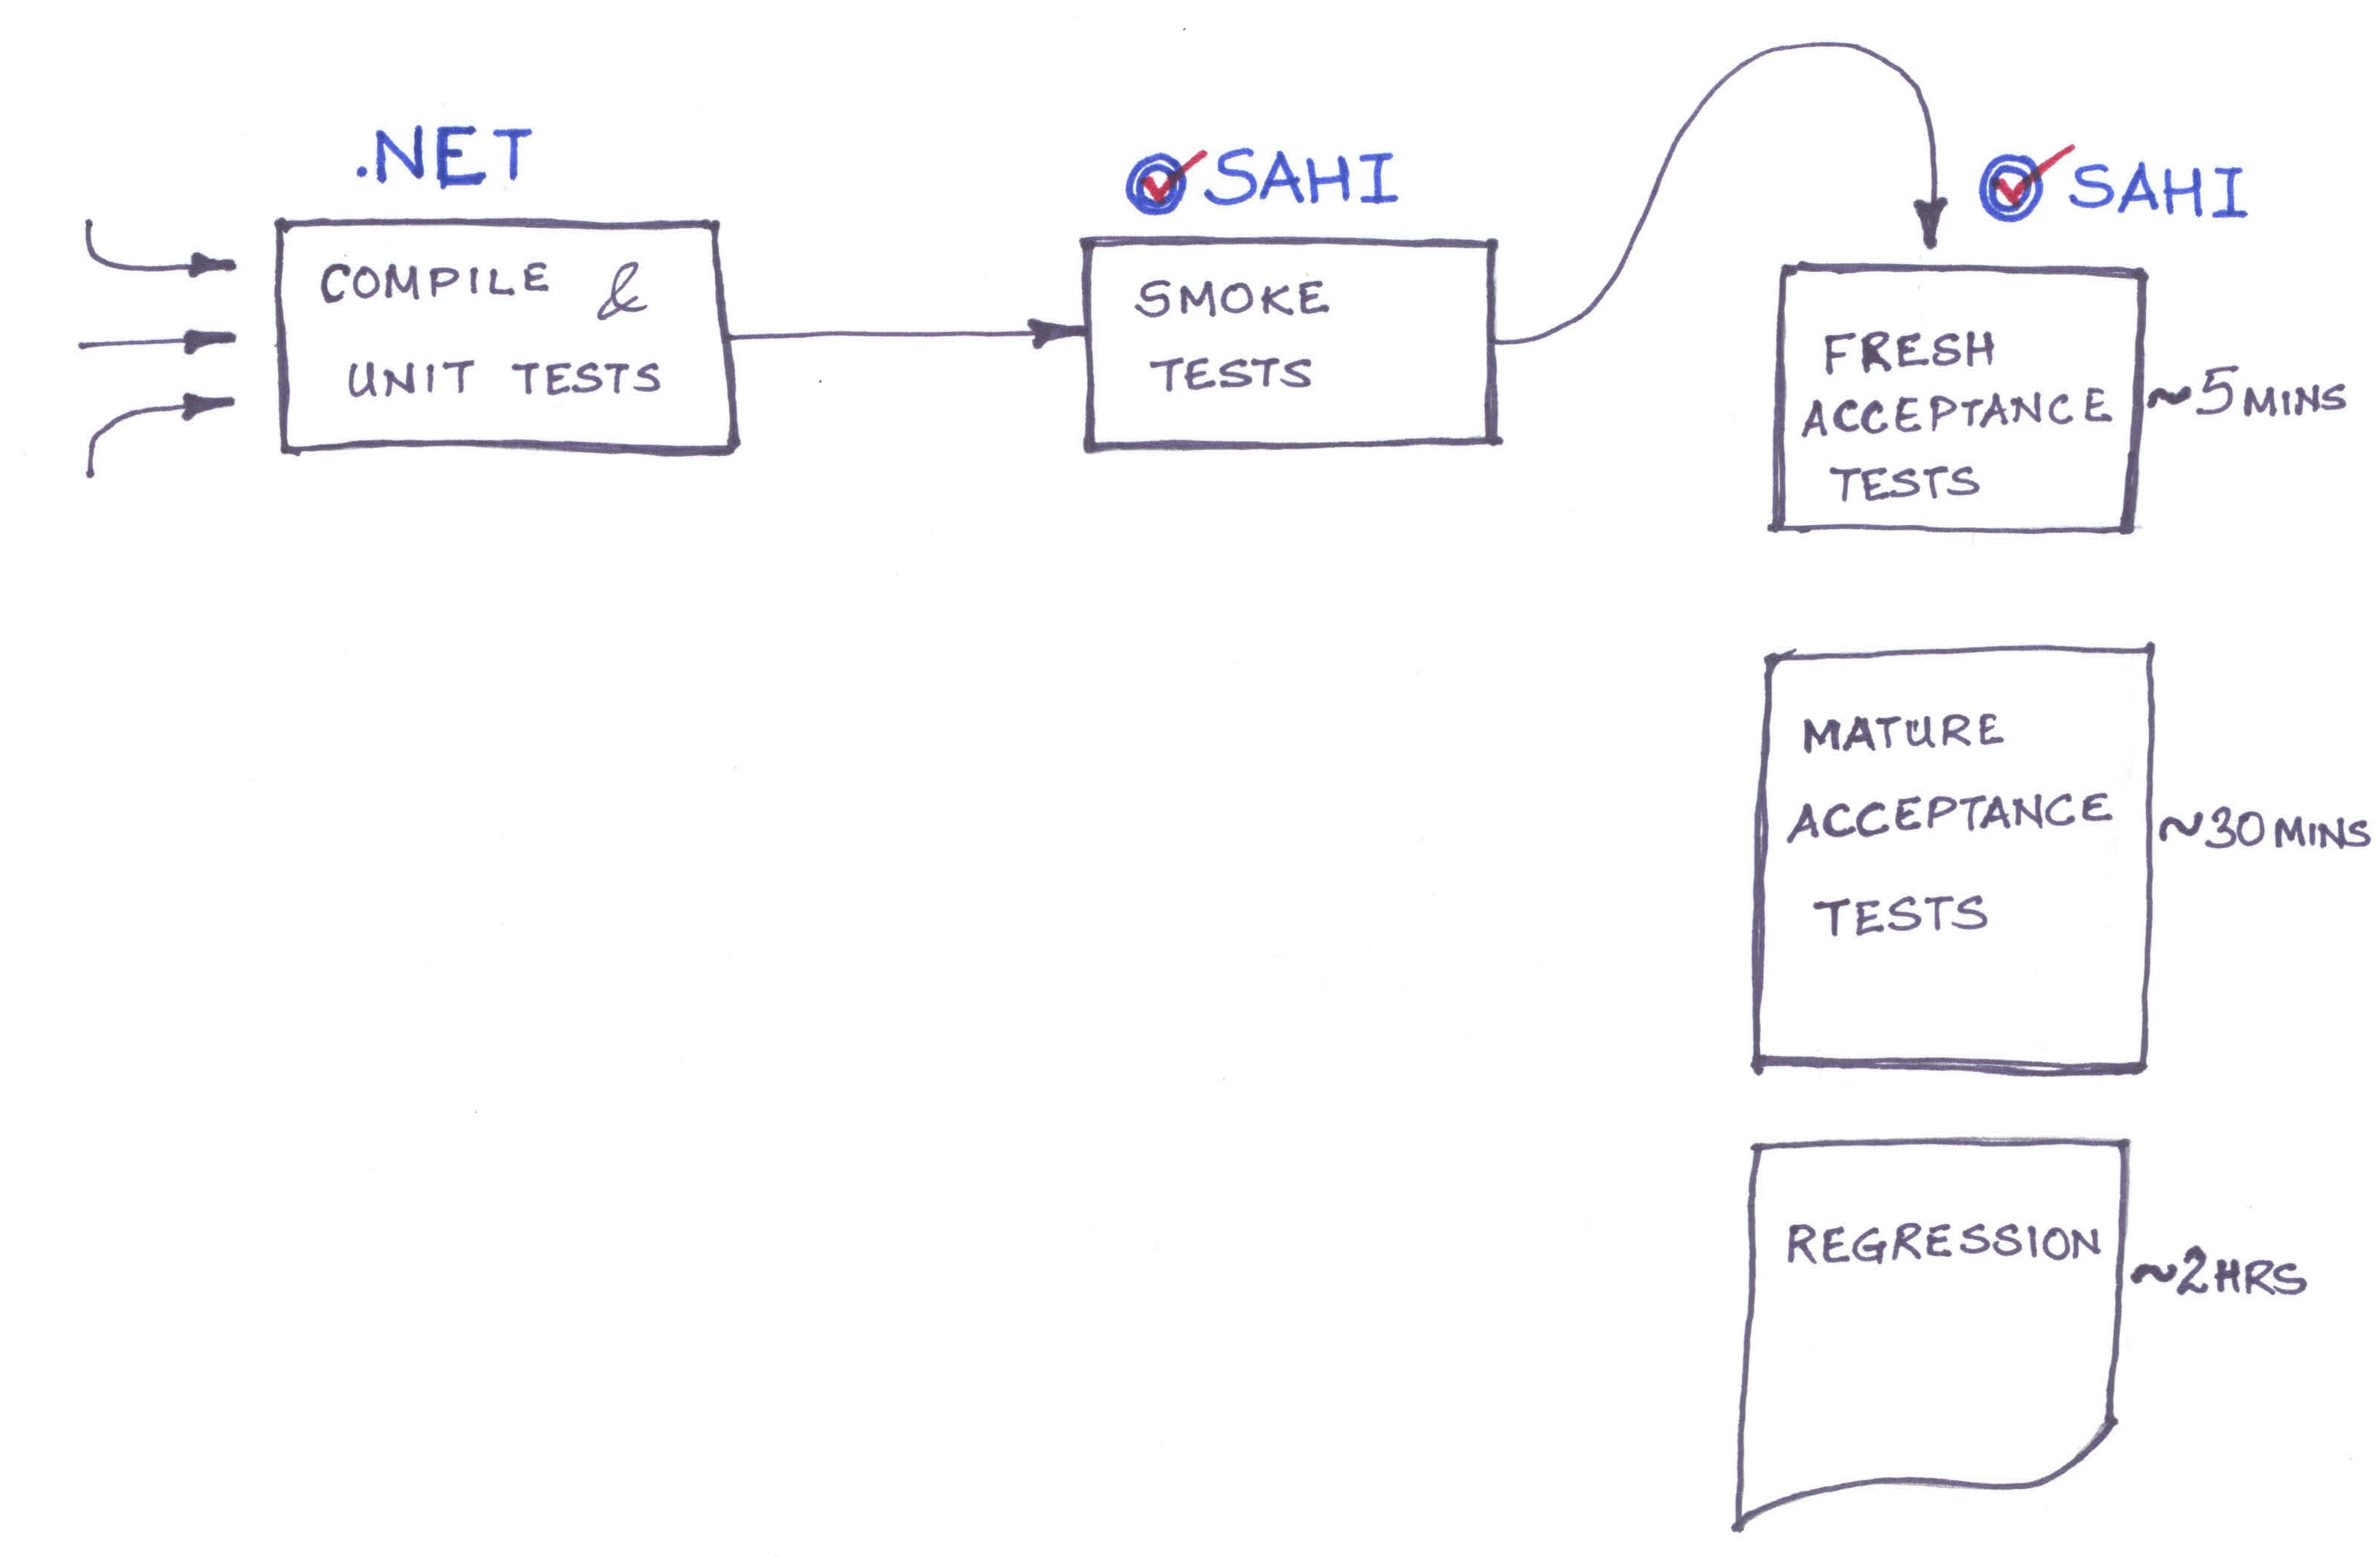 .NET
COMPILE &
UNIT TESTS
SAHI
SMOKE
TESTS
SAHI
FRESH
ACCEPTANCE
TESTS
~5 MINS
MATURE
ACCEPTANCE
TESTS
~30 MINS
REGRESSION
~2 HRS